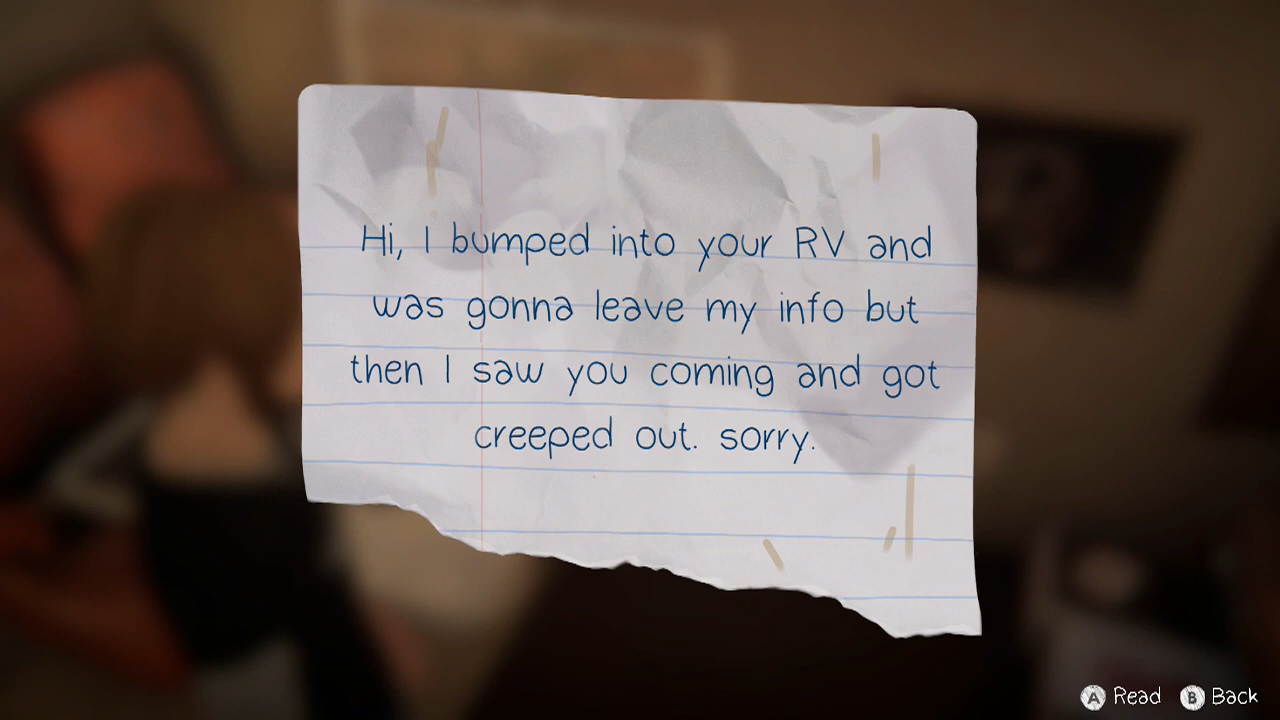 Hi, I bumped into your RV and
was gonna leave my info but
then I saw you coming and got
creeped out. sorry.
A Read B Back